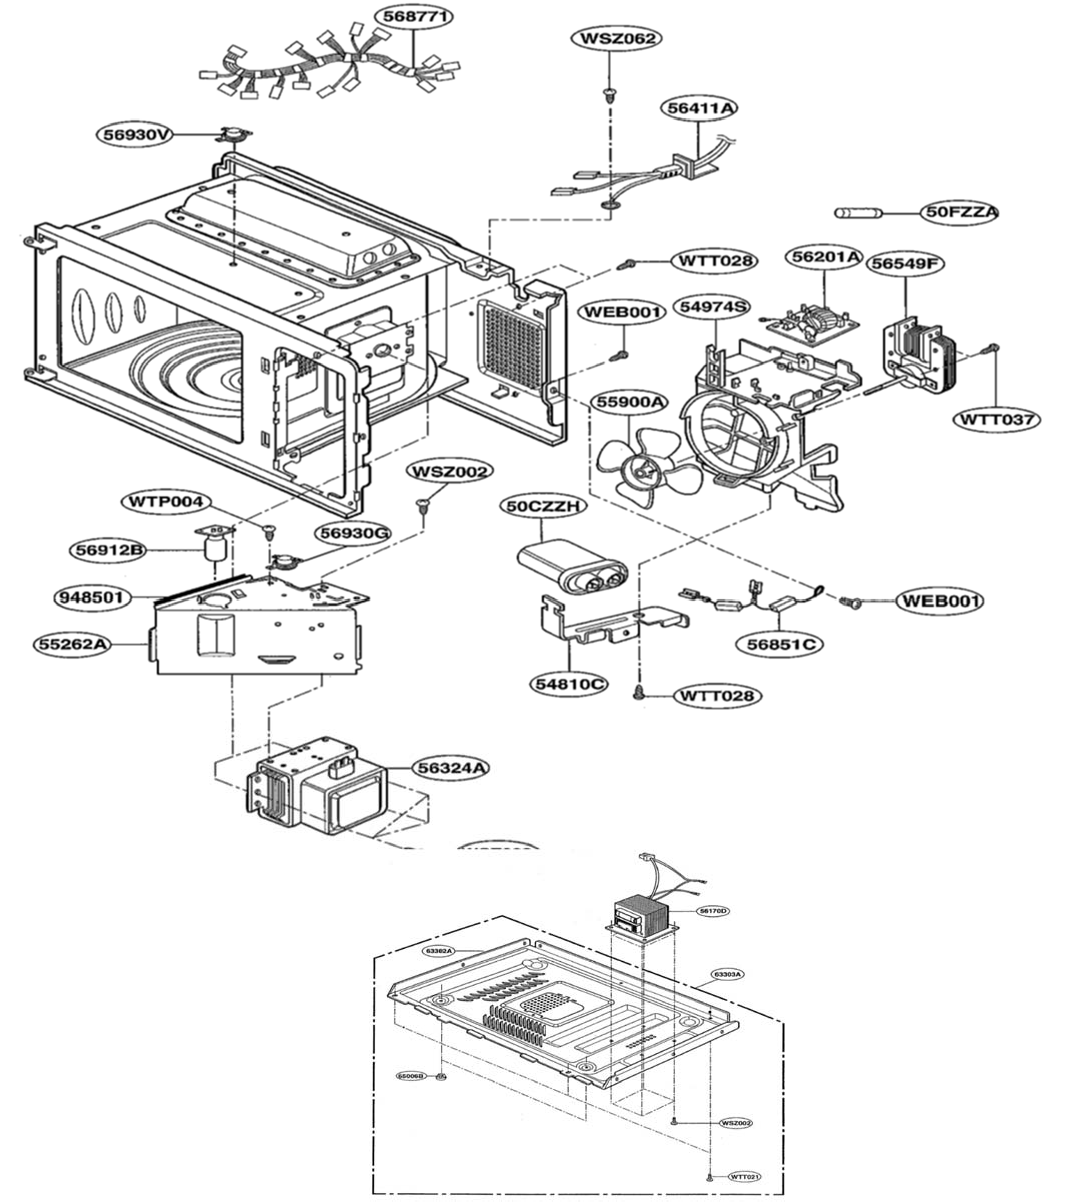 568771
WSZ062
56411A
56930V
50FZZA
WTT028
56201A
56549F
54974S
WEB001
55900A
WTT037
WSZ002
WTP004
50CZZH
56930G
56912B
948501
WEB001
55262A
56851C
54810C
WTT028
56324A
56170D
63302A
63303A
65006B
WSZ002
WTT021